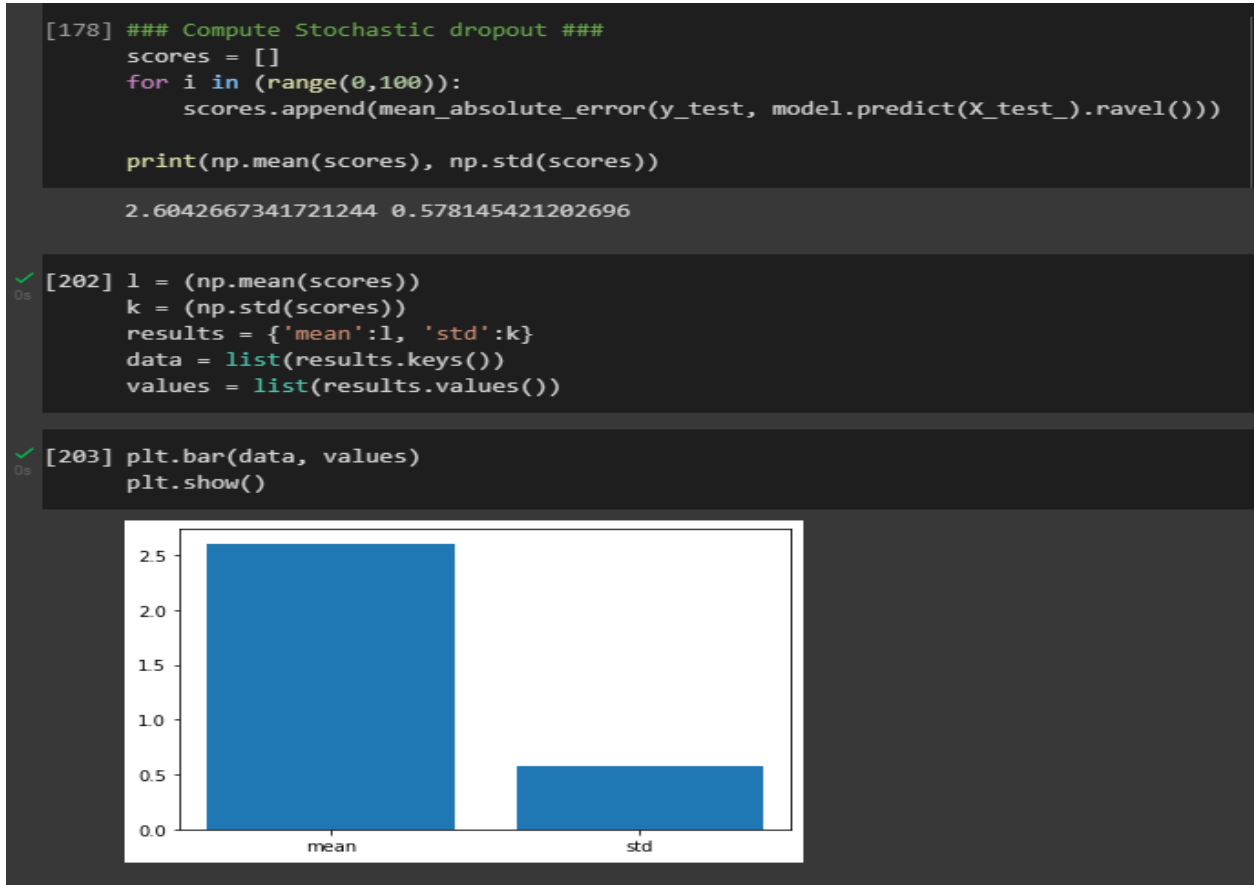 [178] ### Compute Stochastic dropout ###
scores = []
for i in (range(0,100)):
    scores.append(mean_absolute_error(y_test, model.predict(X_test_).ravel()))
print(np.mean(scores), np.std(scores))
2.6042667341721244 0.578145421202696
[202] l = (np.mean(scores))
0s
k = (np.std(scores))
results = {'mean':l, 'std':k}
data = list(results.keys())
values = list(results.values())
[203] plt.bar(data, values)
0s
plt.show()
2.5
2.0
1.5
1.0
0.5
0.0
mean std